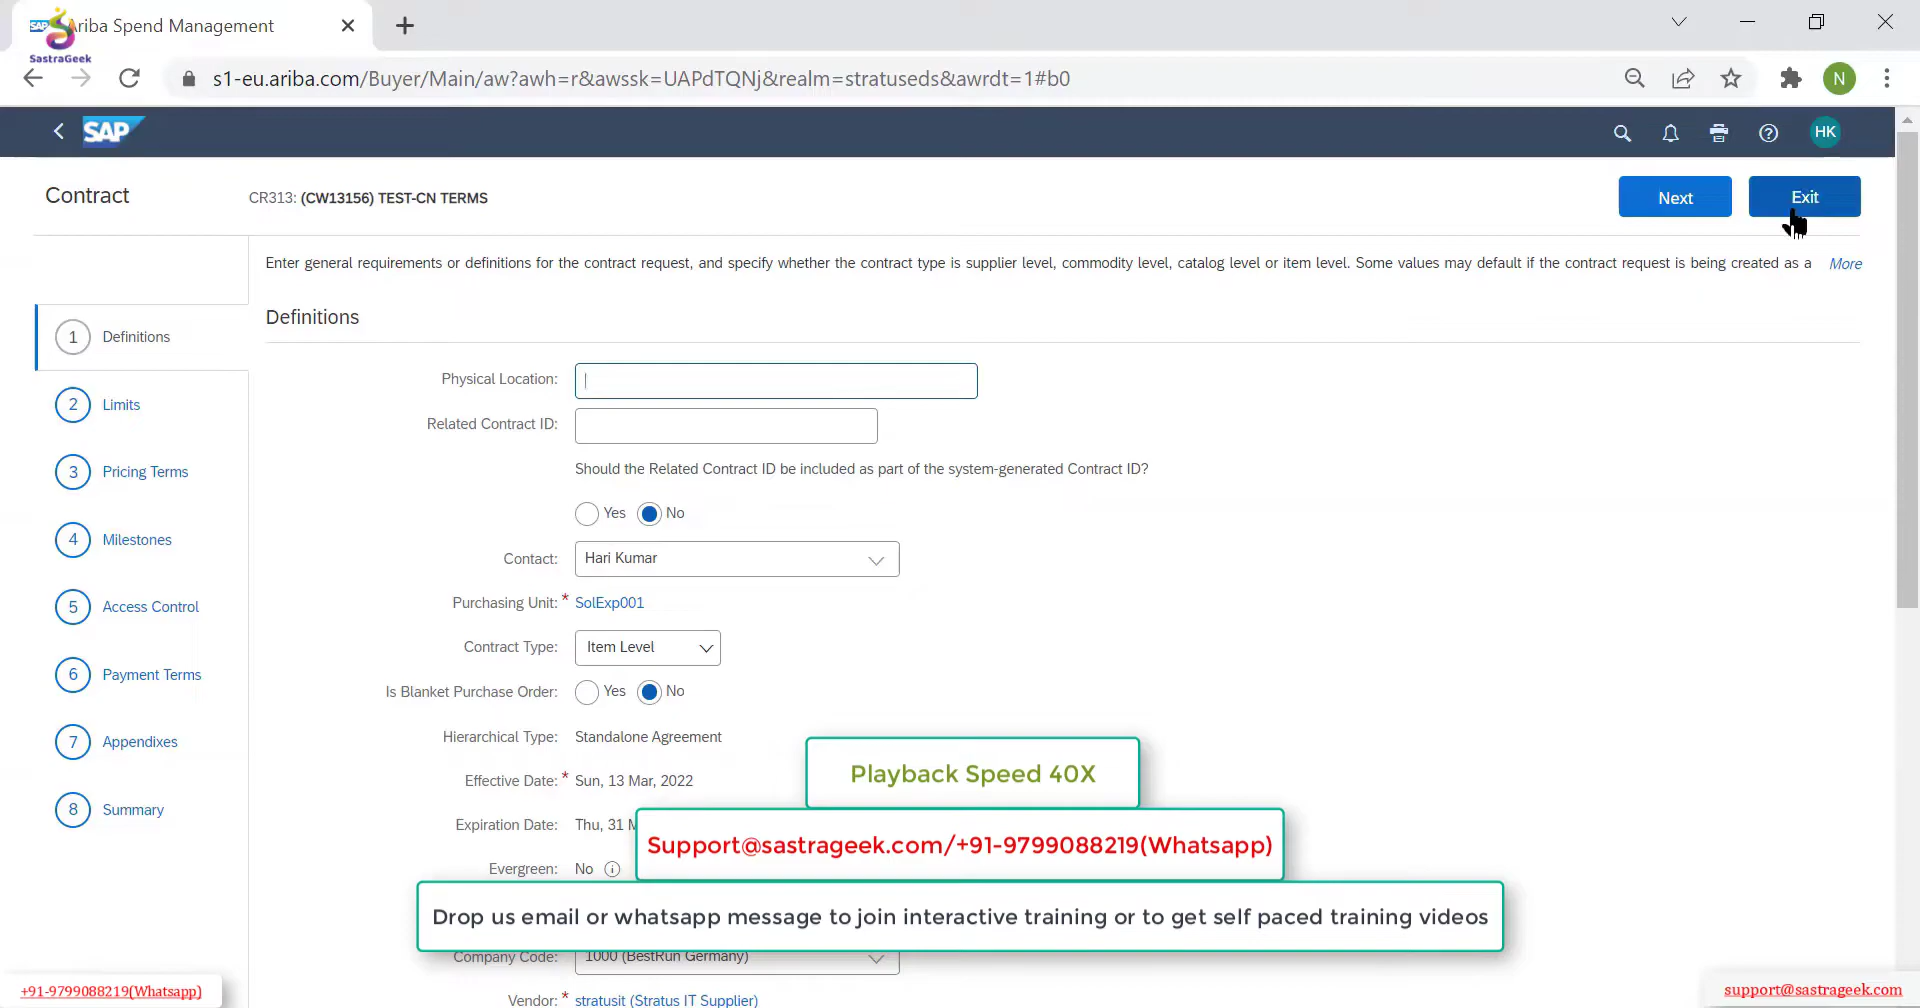 Ariba Spend Management
SastraGeek
s1-eu.ariba.com/Buyer/Main/aw?awh=r&awssk=UAPdTQNj&realm=stratuseds&awrdt=1#b0
N
SAP
HK
Contract
CR313: (CW13156) TEST-CN TERMS
Next
Exit
Enter general requirements or definitions for the contract request, and specify whether the contract type is supplier level, commodity level, catalog level or item level. Some values may default if the contract request is being created as a More
1 Definitions
2 Limits
3 Pricing Terms
4 Milestones
5 Access Control
6 Payment Terms
7 Appendixes
8 Summary
Definitions
Physical Location:
Related Contract ID:
Should the Related Contract ID be included as part of the system-generated Contract ID?
Yes No
Contact: Hari Kumar
Purchasing Unit: * SolExp001
Contract Type: Item Level
Is Blanket Purchase Order: Yes No
Hierarchical Type: Standalone Agreement
Effective Date: * Sun, 13 Mar, 2022
Expiration Date: Thu, 31
Evergreen: No
Playback Speed 40X
Support@sastrageek.com/+91-9799088219(Whatsapp)
Drop us email or whatsapp message to join interactive training or to get self paced training videos
Company Code: 1000 (BestRun Germany)
Vendor: * stratusit (Stratus IT Supplier)
+91-9799088219(Whatsapp)
support@sastrageek.com